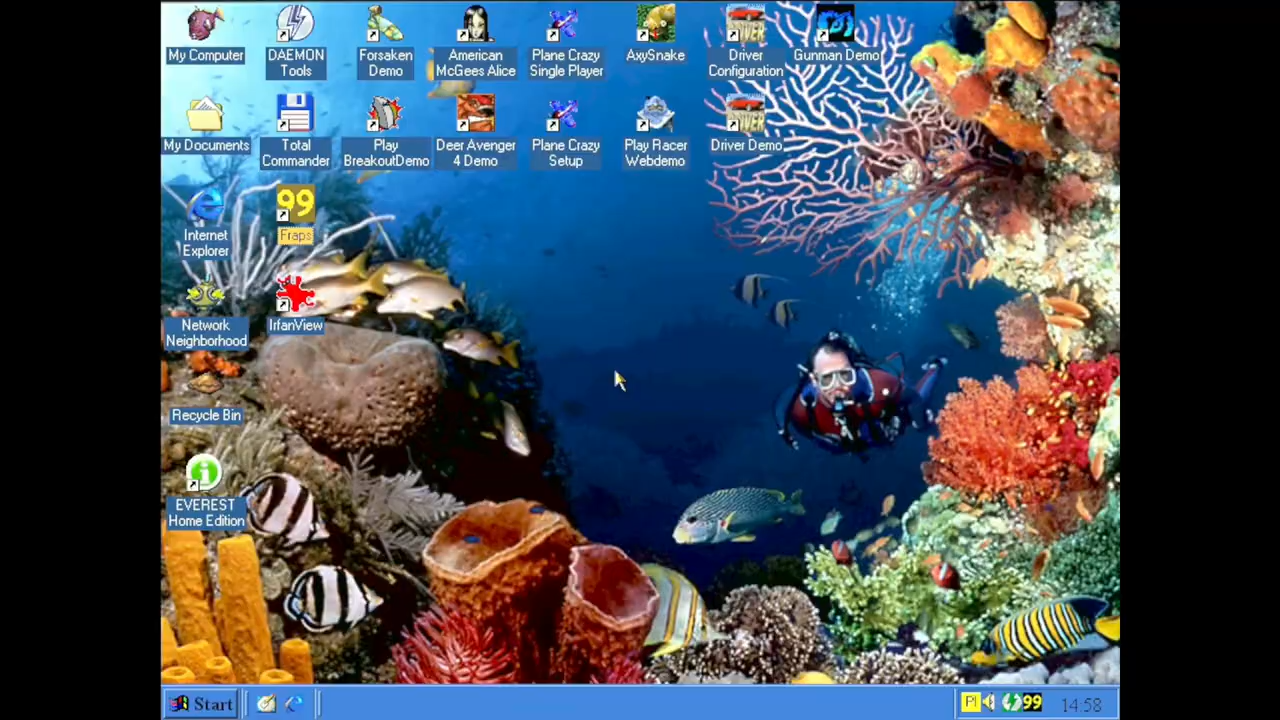 My Computer
DAEMON
Tools
Forsaken
Demo
American
McGees Alice
Plane Crazy
Single Player
AxySnake
Driver
Configuration
Gunman Demo
My Documents
Total
Commander
Play
BreakoutDemo
Deer Avenger
4 Demo
Plane Crazy
Setup
Play Racer
Webdemo
Driver Demo
Internet
Explorer
99
Fraps
Network
Neighborhood
IrfanView
Recycle Bin
EVEREST
Home Edition
Start
Pl
99
14:58